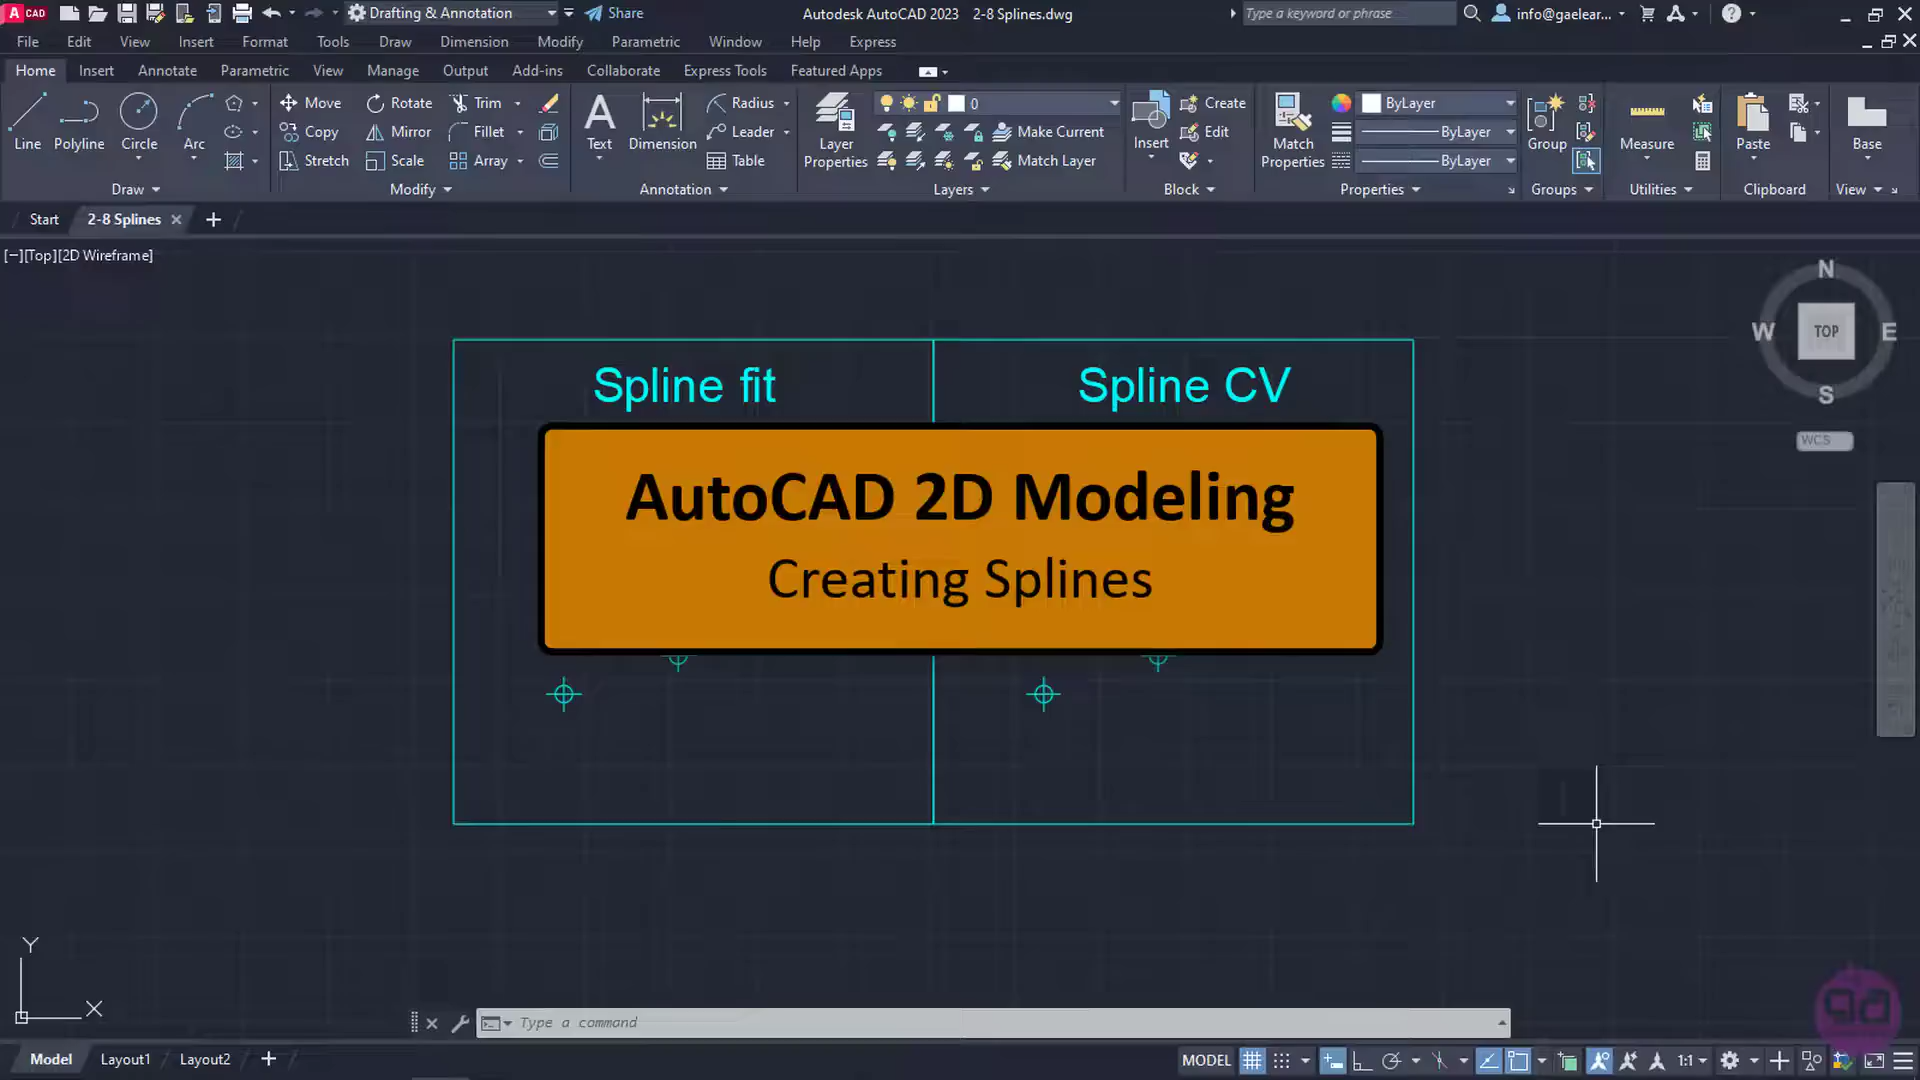 CAD
Drafting & Annotation
Share
Autodesk AutoCAD 2023 2-8 Splines.dwg
Type a keyword or phrase
info@gaelear...
File Edit View Insert Format Tools Draw Dimension Modify Parametric Window Help Express
Home Insert Annotate Parametric View Manage Output Add-ins Collaborate Express Tools Featured Apps
Line Polyline Circle Arc
Move Rotate Trim
Copy Mirror Fillet
Stretch Scale Array
Text Dimension
Radius
Leader
Table
Layer Properties
0
Make Current
Match Layer
Insert
Create
Edit
Match Properties
ByLayer
ByLayer
ByLayer
Group
Measure
Paste
Base
Draw Modify Annotation Layers Block Properties Groups Utilities Clipboard View
Start 2-8 Splines
[−][Top][2D Wireframe]
N
W TOP E
S
WCS
Spline fit Spline CV
AutoCAD 2D Modeling
Creating Splines
Y
X
Type a command
Model Layout1 Layout2
MODEL 1:1
ga